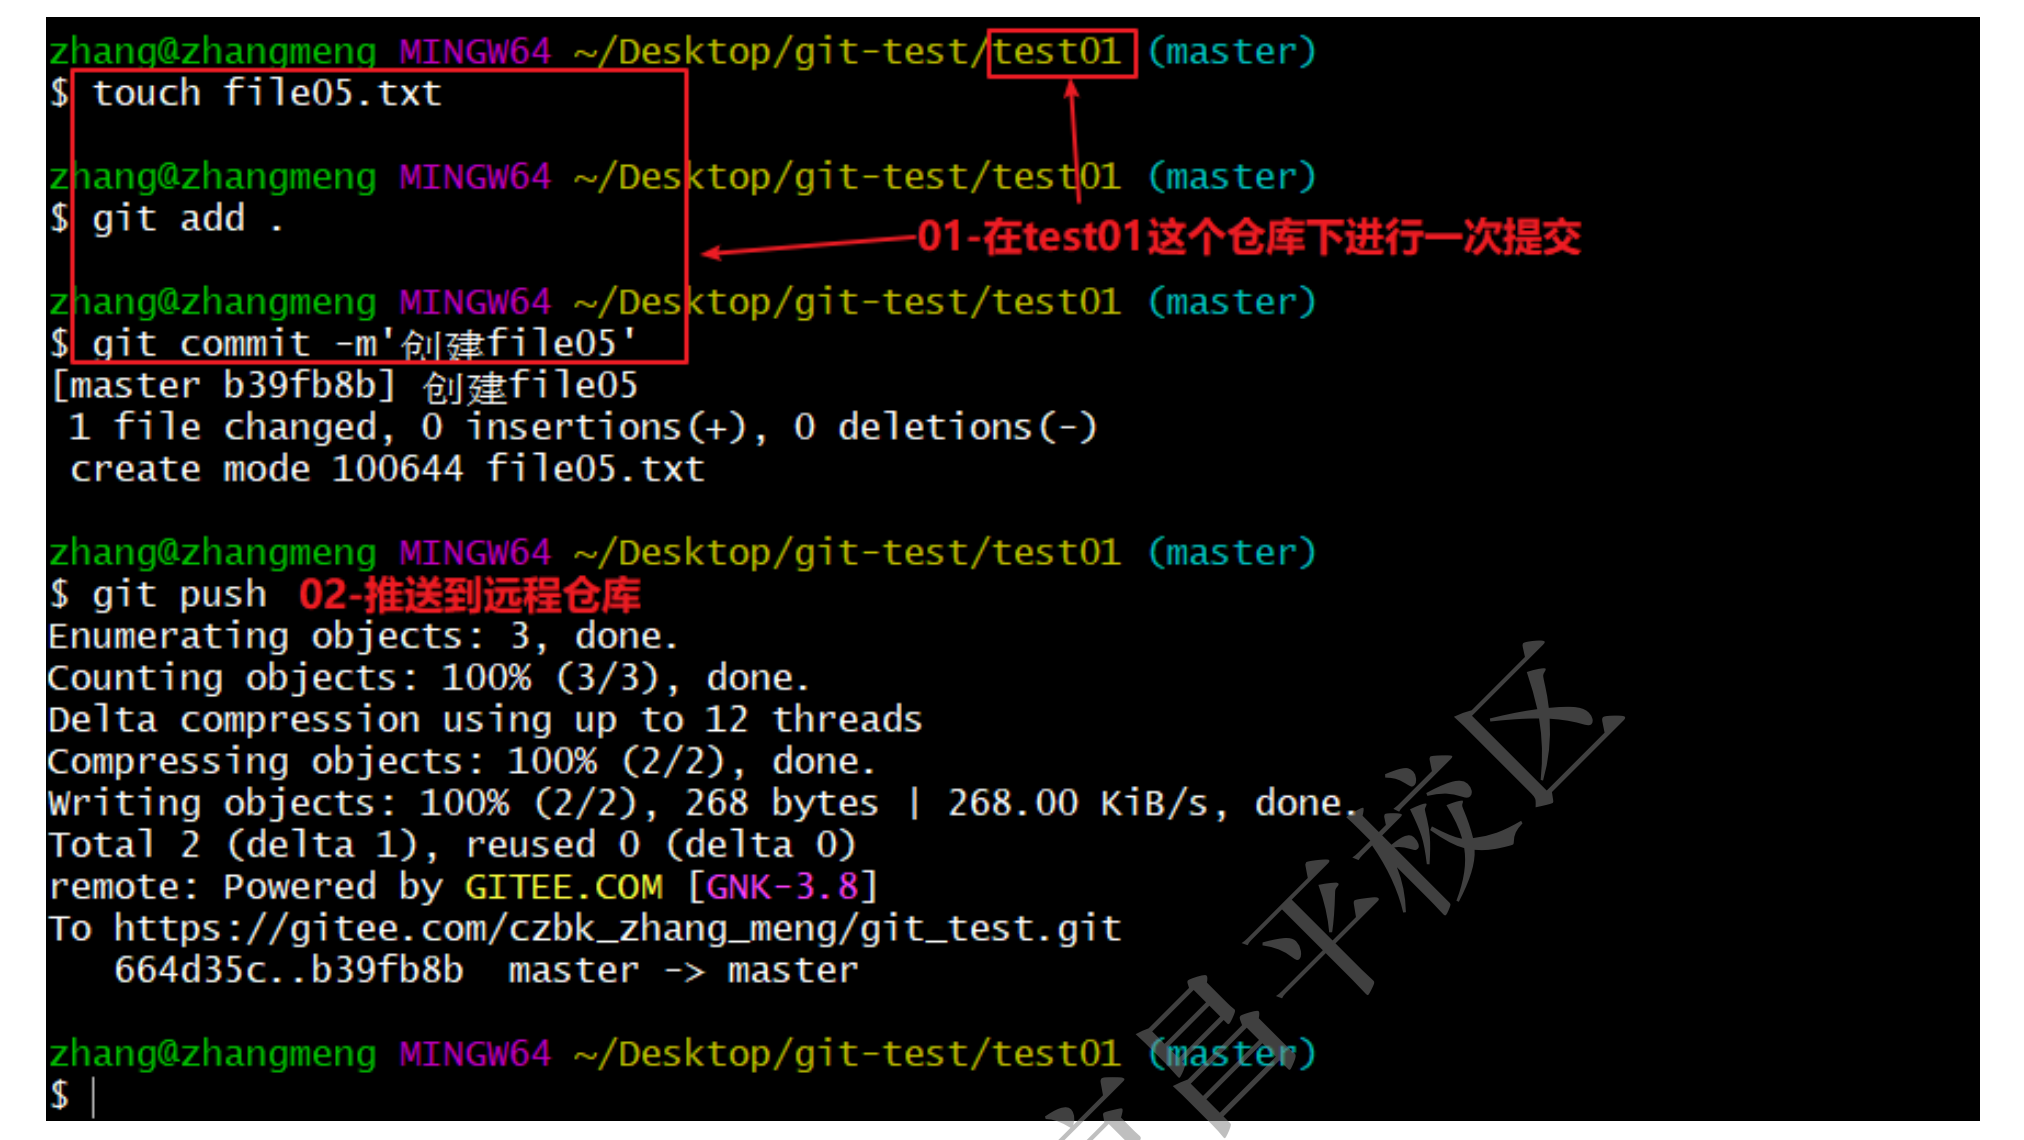 zhang@zhangmeng MINGW64 ~/Desktop/git-test/test01 (master)
$ touch file05.txt
zhang@zhangmeng MINGW64 ~/Desktop/git-test/test01 (master)
$ git add .
01-在test01这个仓库下进行一次提交
zhang@zhangmeng MINGW64 ~/Desktop/git-test/test01 (master)
$ git commit -m'创建file05'
[master b39fb8b] 创建file05
1 file changed, 0 insertions(+), 0 deletions(-)
create mode 100644 file05.txt
zhang@zhangmeng MINGW64 ~/Desktop/git-test/test01 (master)
$ git push 02-推送到远程仓库
Enumerating objects: 3, done.
Counting objects: 100% (3/3), done.
Delta compression using up to 12 threads
Compressing objects: 100% (2/2), done.
Writing objects: 100% (2/2), 268 bytes | 268.00 KiB/s, done.
Total 2 (delta 1), reused 0 (delta 0)
remote: Powered by GITEE.COM [GNK-3.8]
To https://gitee.com/czbk_zhang_meng/git_test.git
664d35c..b39fb8b master -> master
zhang@zhangmeng MINGW64 ~/Desktop/git-test/test01 (master)
$
昌平校区